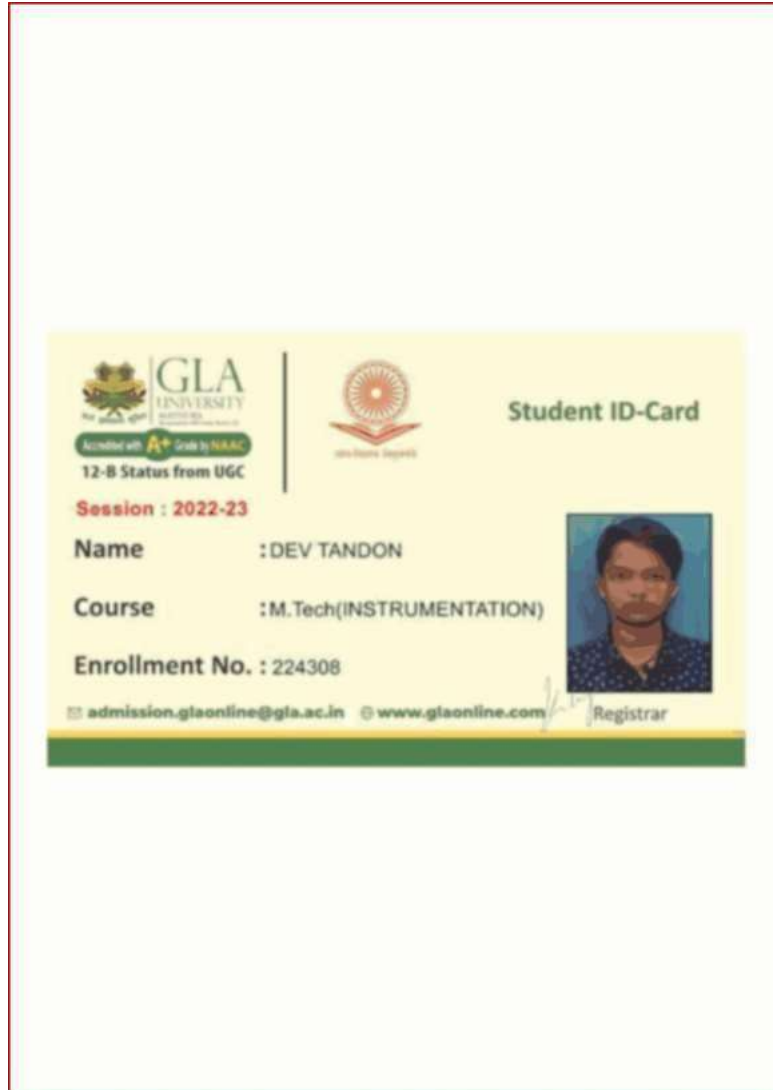 GLA
UNIVERSITY
Accredited with A+ Grade by NAAC
12-B Status from UGC
Student ID-Card
Session : 2022-23
Name : DEV TANDON
Course : M.Tech(INSTRUMENTATION)
Enrollment No. : 224308
admission.glaonline@gla.ac.in www.glaonline.com Registrar